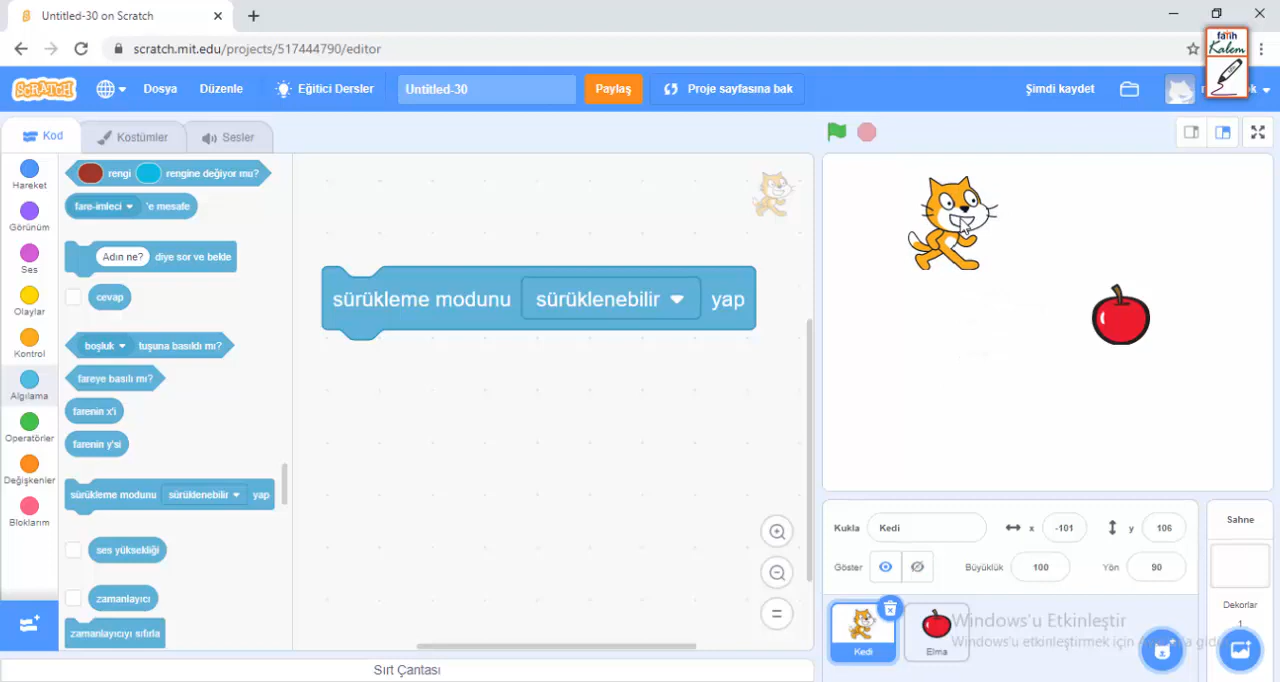 Untitled-30 on Scratch
scratch.mit.edu/projects/517444790/editor
fatih
Kalem
SCRATCH
Dosya
Düzenle
Eğitici Dersler
Untitled-30
Paylaş
Proje sayfasına bak
Şimdi kaydet
Kod
Kostümler
Sesler
Hareket
Görünüm
Ses
Olaylar
Kontrol
Algılama
Operatörler
Değişkenler
Bloklarım
rengi rengine değiyor mu?
fare-imleci 'e mesafe
Adın ne? diye sor ve bekle
cevap
boşluk tuşuna basıldı mı?
fareye basılı mı?
farenin x'i
farenin y'si
sürükleme modunu sürüklenebilir yap
ses yüksekliği
zamanlayıcı
zamanlayıcıyı sıfırla
sürükleme modunu sürüklenebilir yap
Sırt Çantası
Kukla Kedi x -101 y 106
Göster Büyüklük 100 Yön 90
Kedi
Elma
Sahne
Dekorlar
1
Windows'u Etkinleştir
Windows'u etkinleştirmek için